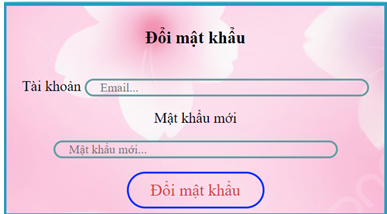 Đổi mật khẩu
Tài khoản Email...
Mật khẩu mới
Mật khẩu mới...
Đổi mật khẩu